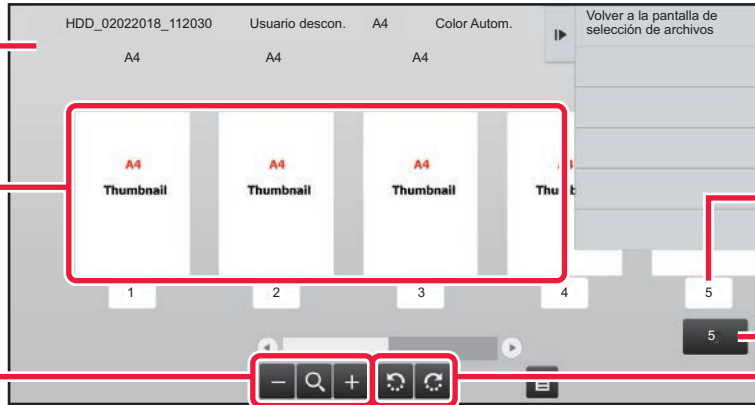 HDD_02022018_112030 Usuario descon. A4 Color Autom.
Volver a la pantalla de
selección de archivos
A4 A4 A4
A4 A4 A4
Thumbnail Thumbnail Thumbnail
1 2 3 4 5
5